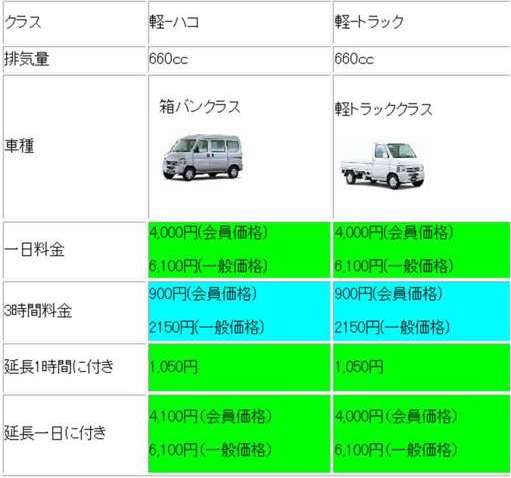 クラス 軽-ハコ 軽-トラック
排気量 660cc 660cc
車種 箱バンクラス 軽トラッククラス
一日料金 4,000円(会員価格) 4,000円(会員価格)
6,100円(一般価格) 6,100円(一般価格)
3時間料金 900円(会員価格) 900円(会員価格)
2150円(一般価格) 2150円(一般価格)
延長1時間に付き 1,050円 1,050円
延長一日に付き 4,100円(会員価格) 4,000円(会員価格)
6,100円(一般価格) 6,100円(一般価格)